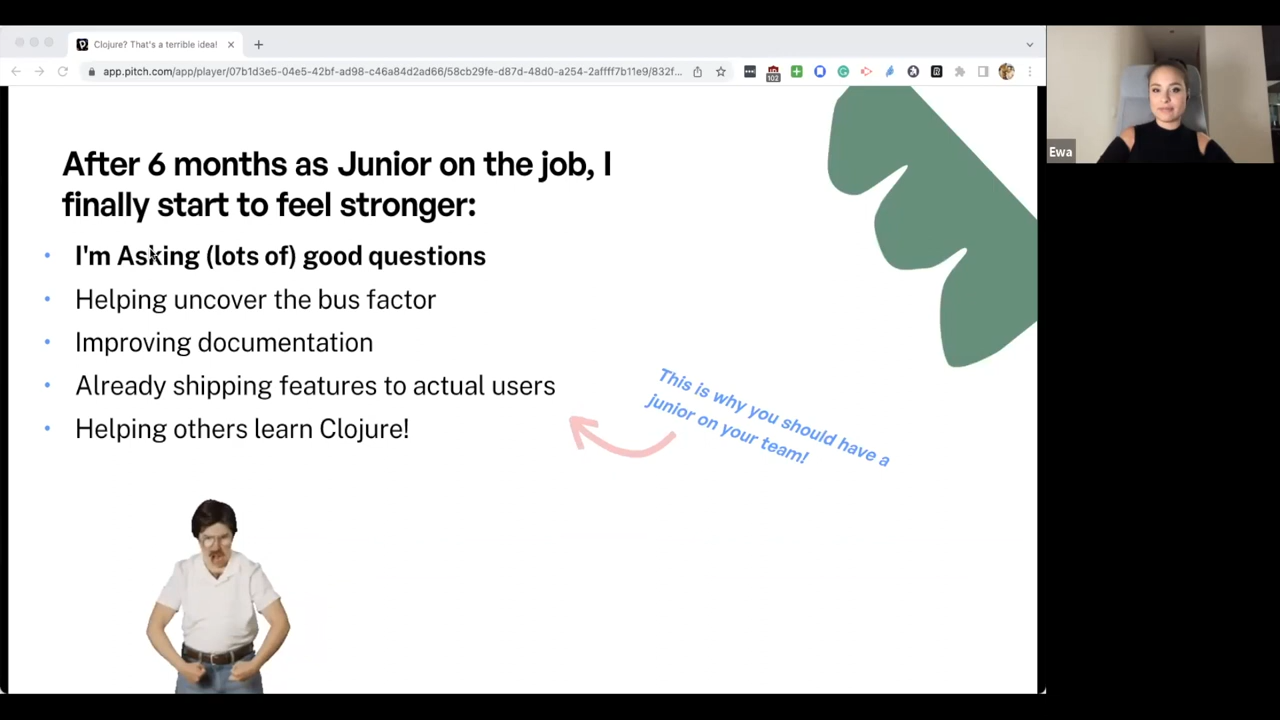 Clojure? That's a terrible idea!
app.pitch.com/app/player/07b1d3e5-04e5-42bf-ad98-c46a84d2ad66/58cb29fe-d87d-48d0-a254-2affff7b11e9/832f...
102
Ewa
After 6 months as Junior on the job, I
finally start to feel stronger:
• I'm Asking (lots of) good questions
• Helping uncover the bus factor
• Improving documentation
• Already shipping features to actual users
• Helping others learn Clojure!
This is why you should have a
junior on your team!